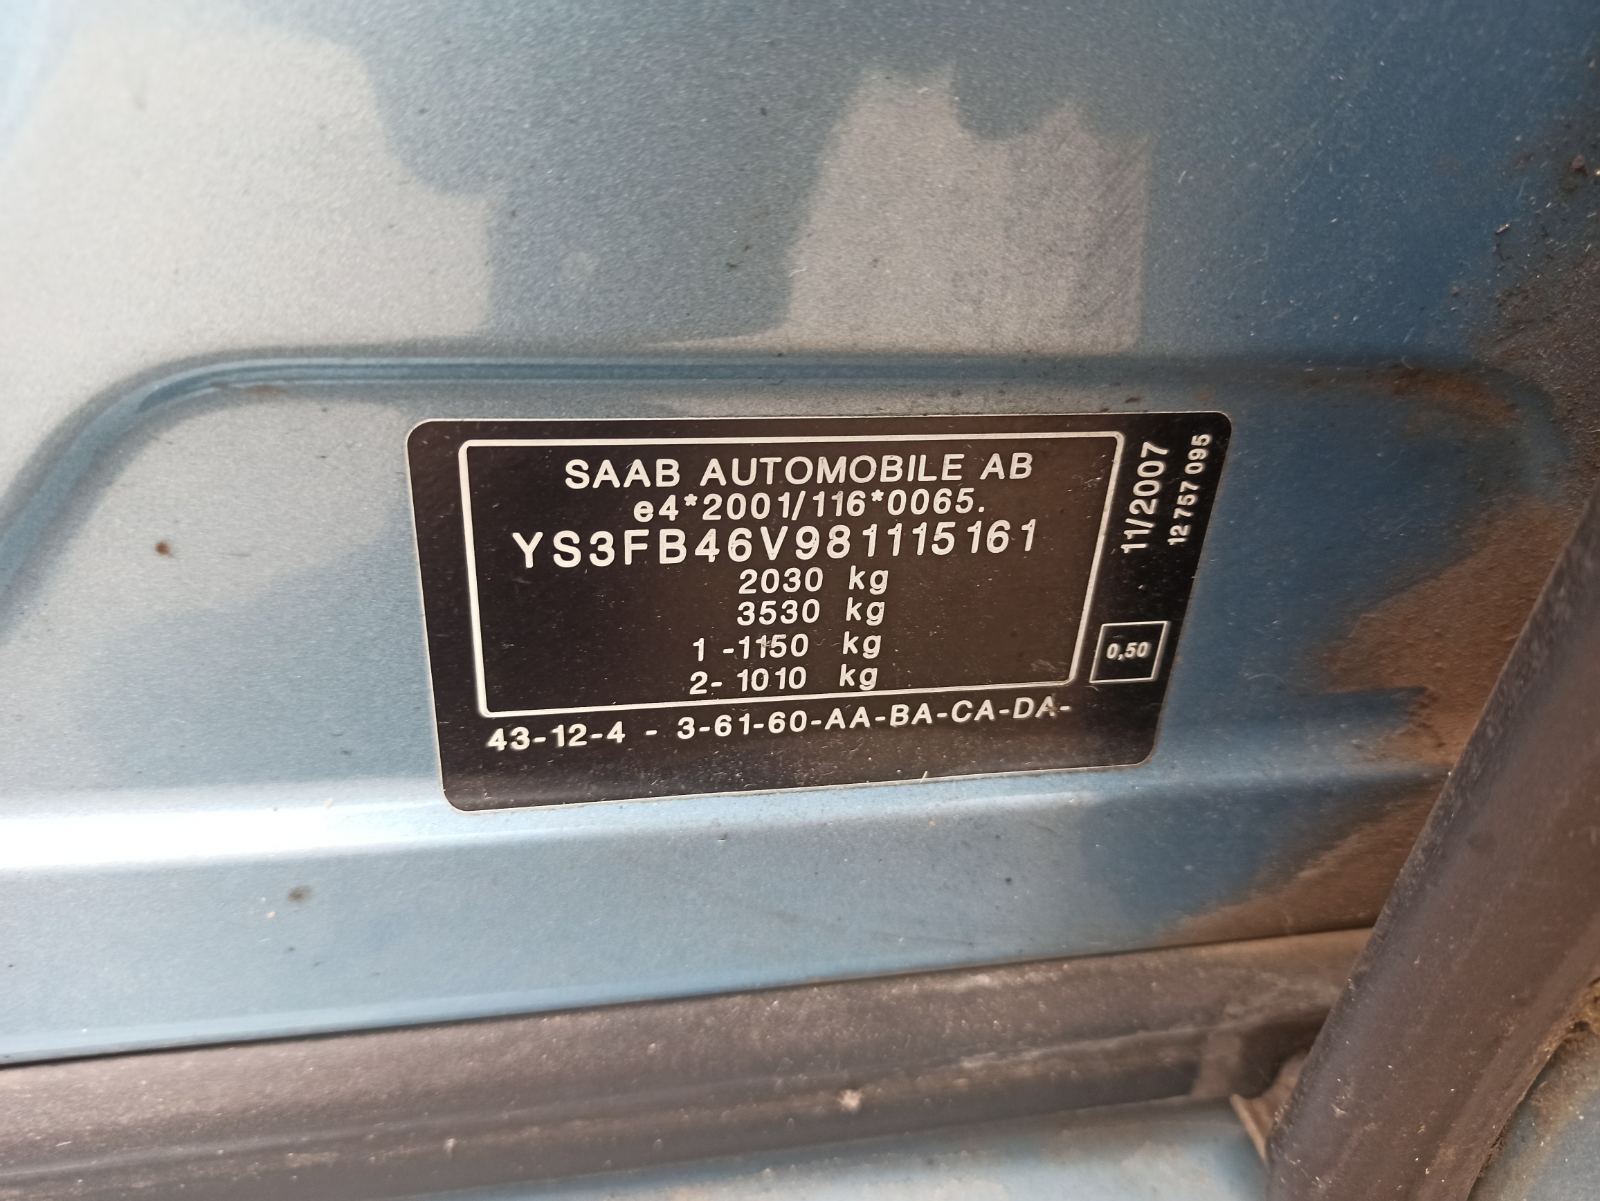 SAAB AUTOMOBILE AB
e4*2001/116*0065.
YS3FB46V981115161
2030 kg
3530 kg
1 -1150 kg
2- 1010 kg
43-12-4 - 3-61-60-AA-BA-CA-DA-
11/2007
12 757 095
0,50